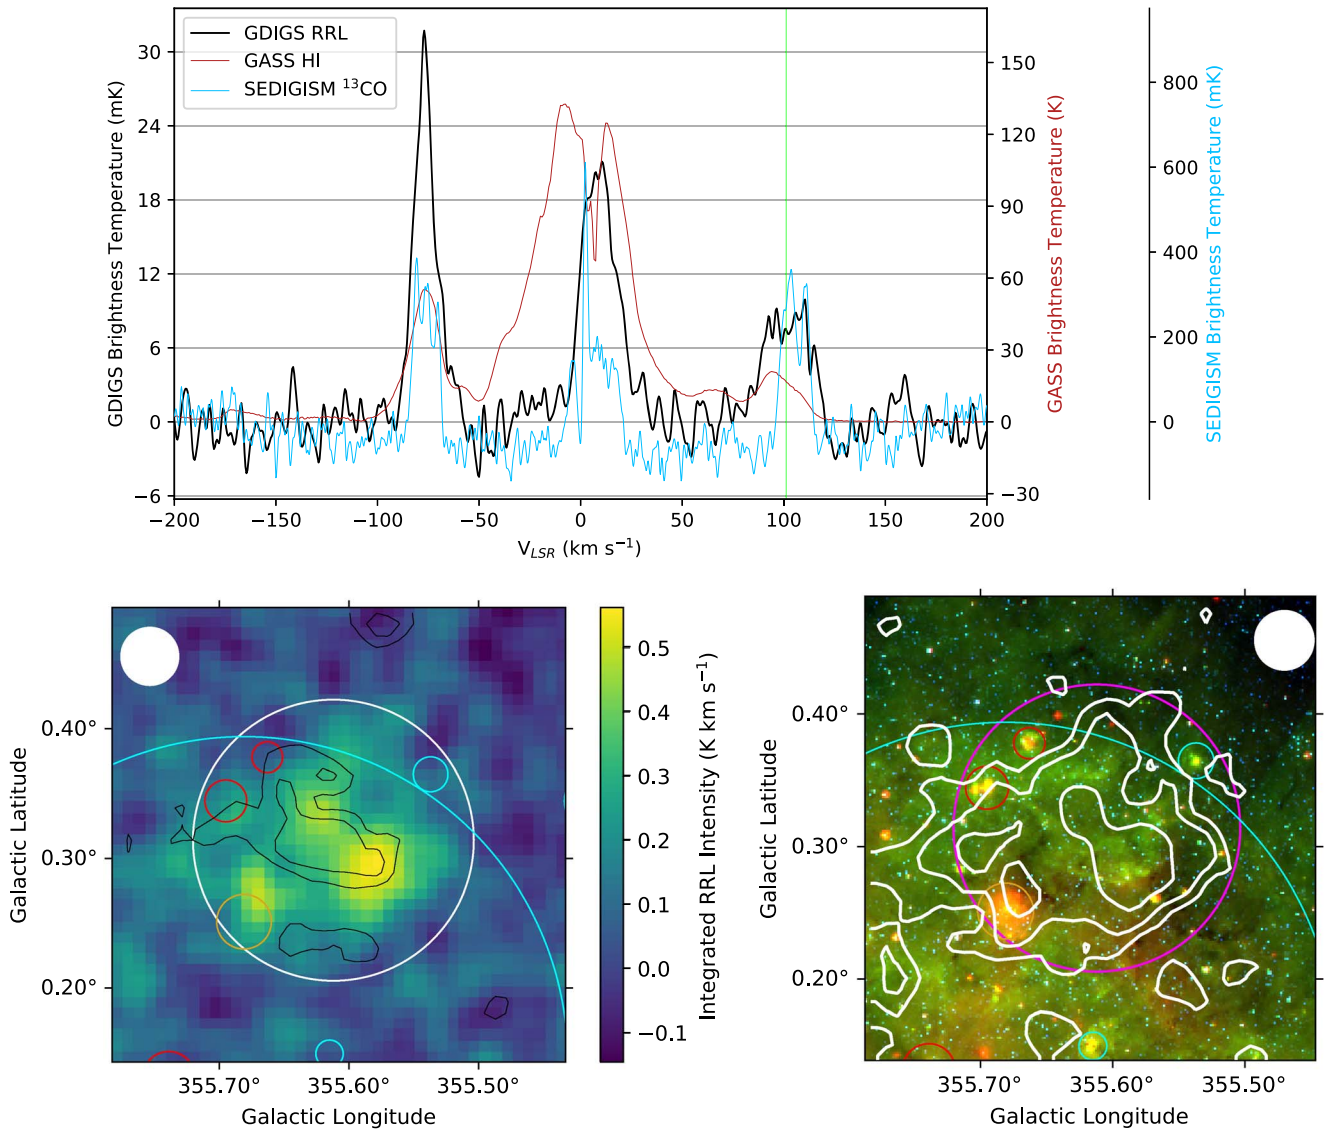 GDIGS RRL
GASS HI
SEDIGISM ¹³CO
GDIGS Brightness Temperature (mK)
30
24
18
12
6
0
−6
150
120
90
60
30
0
−30
GASS Brightness Temperature (K)
800
600
400
200
0
SEDIGISM Brightness Temperature (mK)
−200 −150 −100 −50 0 50 100 150 200
V_LSR (km s⁻¹)
Galactic Latitude
0.40°
0.30°
0.20°
355.70° 355.60° 355.50°
Galactic Longitude
0.5
0.4
0.3
0.2
0.1
0.0
−0.1
Integrated RRL Intensity (K km s⁻¹)
Galactic Latitude
0.40°
0.30°
0.20°
355.70° 355.60° 355.50°
Galactic Longitude